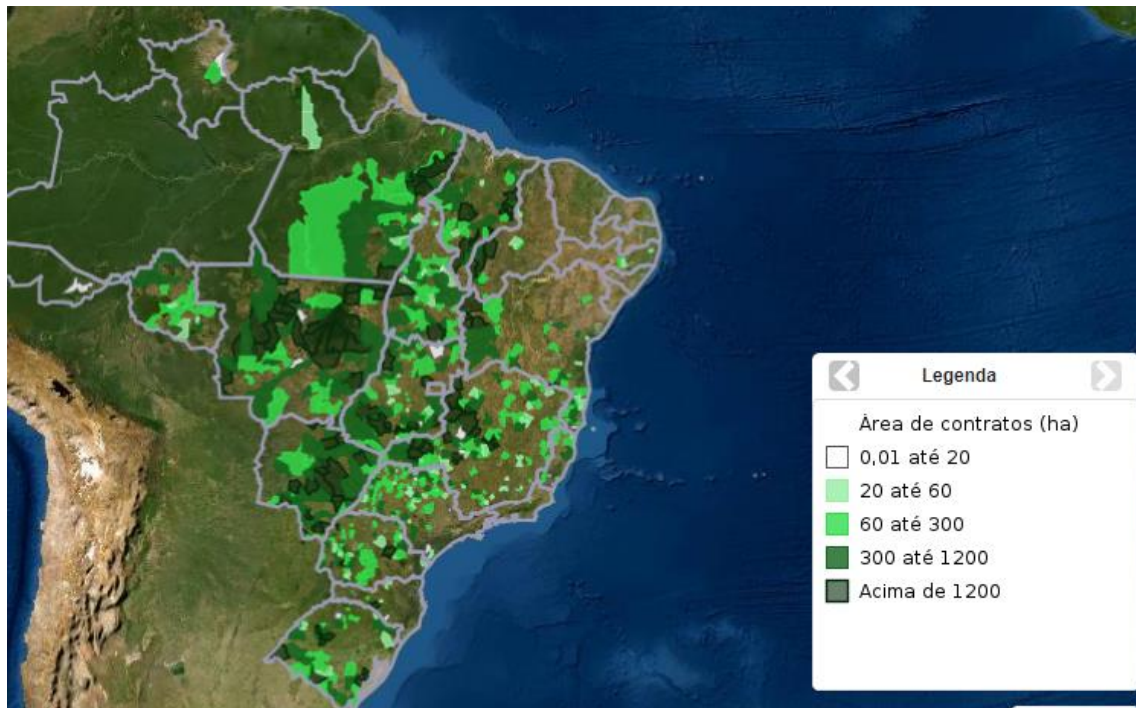 Legenda
Área de contratos (ha)
0,01 até 20
20 até 60
60 até 300
300 até 1200
Acima de 1200